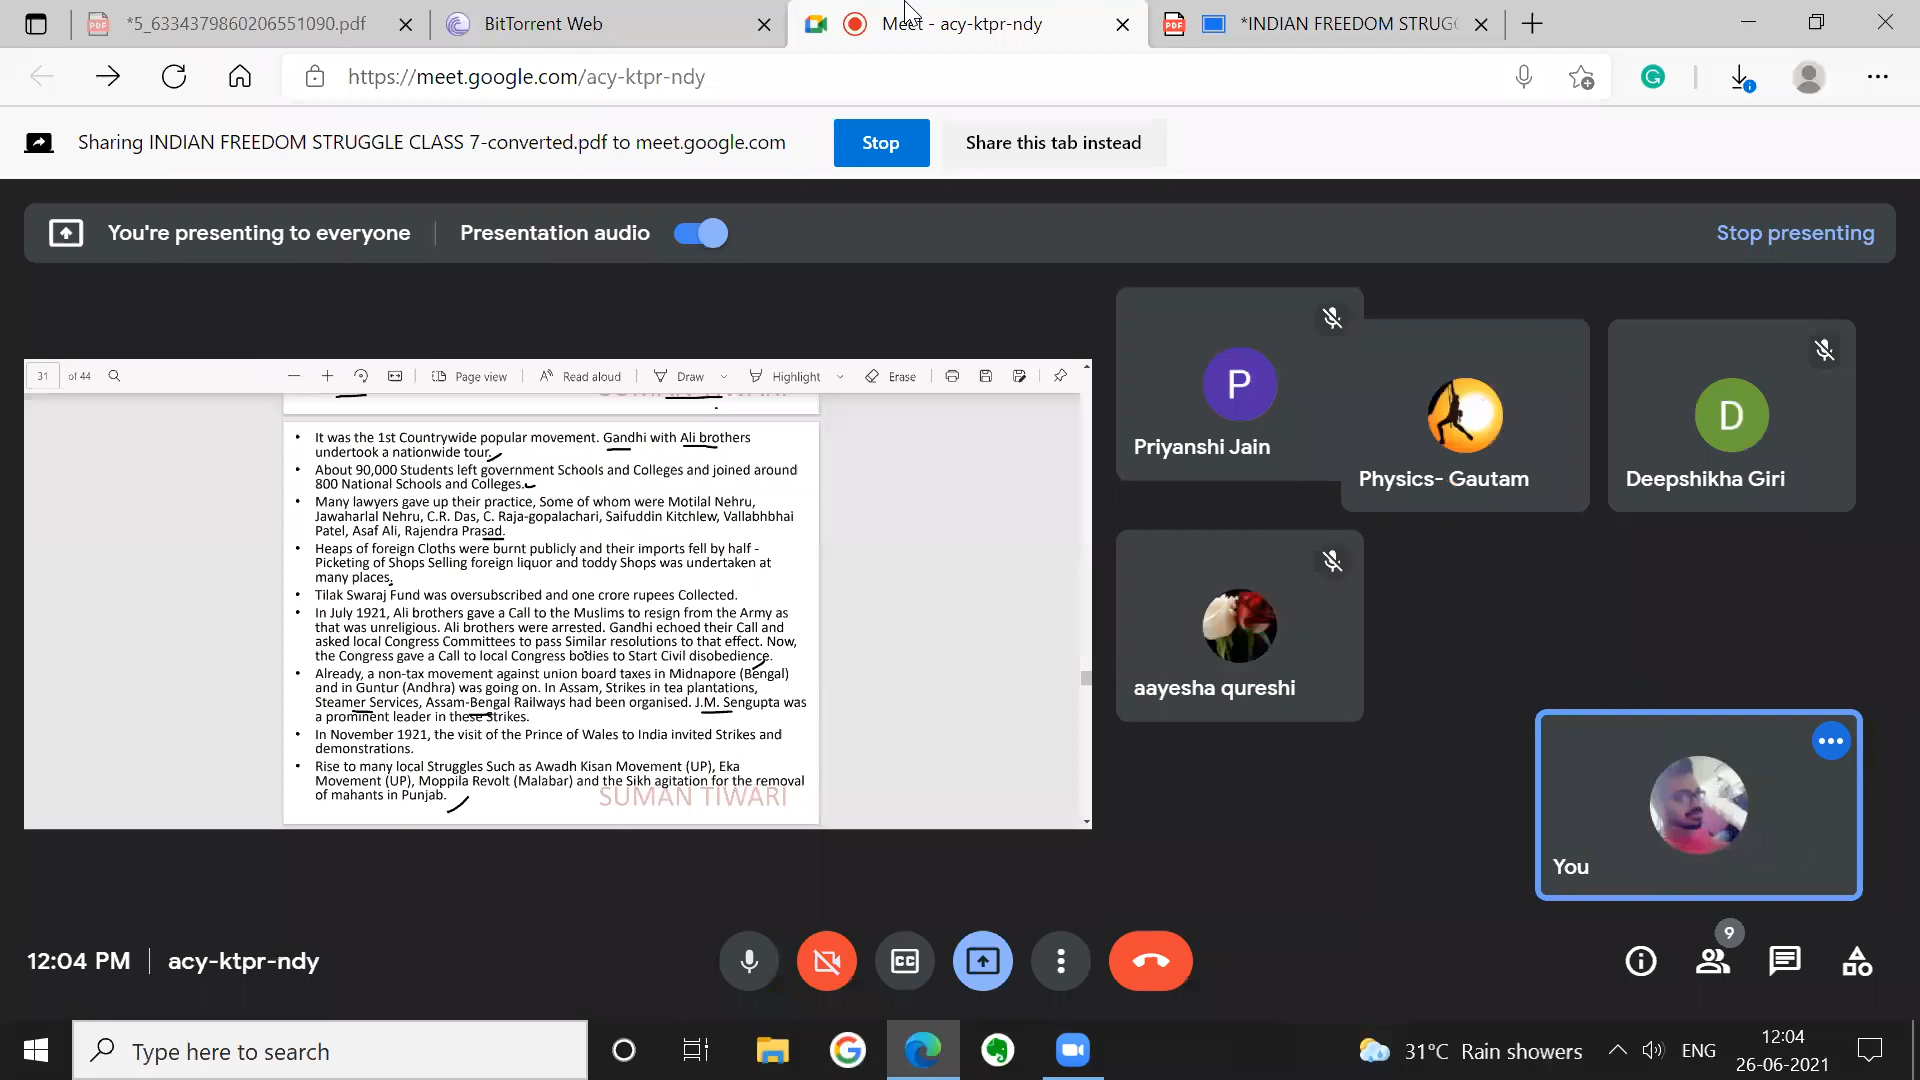 *5_6334379860206551090.pdf
BitTorrent Web
Meet - acy-ktpr-ndy
*INDIAN FREEDOM STRUGG
https://meet.google.com/acy-ktpr-ndy
Sharing INDIAN FREEDOM STRUGGLE CLASS 7-converted.pdf to meet.google.com
Stop
Share this tab instead
You're presenting to everyone
Presentation audio
Stop presenting
31
of 44
Page view
Read aloud
Draw
Highlight
Erase
• It was the 1st Countrywide popular movement. Gandhi with Ali brothers
undertook a nationwide tour.
• About 90,000 Students left government Schools and Colleges and joined around
800 National Schools and Colleges.
• Many lawyers gave up their practice, Some of whom were Motilal Nehru,
Jawaharlal Nehru, C.R. Das, C. Raja-gopalachari, Saifuddin Kitchlew, Vallabhbhai
Patel, Asaf Ali, Rajendra Prasad.
• Heaps of foreign Cloths were burnt publicly and their imports fell by half -
Picketing of Shops Selling foreign liquor and toddy Shops was undertaken at
many places.
• Tilak Swaraj Fund was oversubscribed and one crore rupees Collected.
• In July 1921, Ali brothers gave a Call to the Muslims to resign from the Army as
that was unreligious. Ali brothers were arrested. Gandhi echoed their Call and
asked local Congress Committees to pass Similar resolutions to that effect. Now,
the Congress gave a Call to local Congress bodies to Start Civil disobedience.
• Already, a non-tax movement against union board taxes in Midnapore (Bengal)
and in Guntur (Andhra) was going on. In Assam, Strikes in tea plantations,
Steamer Services, Assam-Bengal Railways had been organised. J.M. Sengupta was
a prominent leader in these Strikes.
• In November 1921, the visit of the Prince of Wales to India invited Strikes and
demonstrations.
• Rise to many local Struggles Such as Awadh Kisan Movement (UP), Eka
Movement (UP), Moppila Revolt (Malabar) and the Sikh agitation for the removal
of mahants in Punjab.
SUMAN TIWARI
P
Priyanshi Jain
Physics- Gautam
D
Deepshikha Giri
aayesha qureshi
You
12:04 PM
acy-ktpr-ndy
CC
9
Type here to search
31°C Rain showers
ENG
12:04
26-06-2021